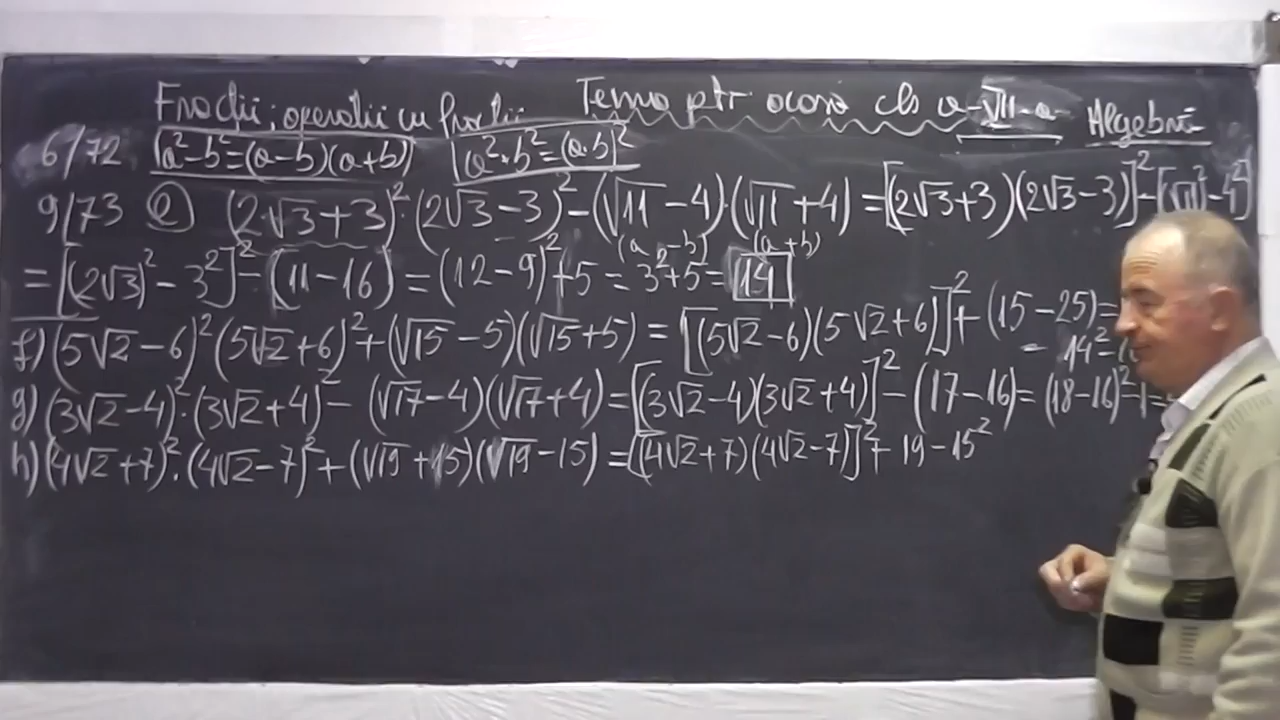 Fracții; operații cu fracții Tema ptr acasă cls a -VII-a- Algebră
6/72 a²-b²=(a-b)(a+b) a²·b²=(a·b)²
9/73 e) (2√3+3)²·(2√3-3)²-(√11-4)·(√11+4)=[(2√3+3)(2√3-3)]²-[(√11)²-4²]
(a-b) (a+b)
=[(2√3)²-3²]²-(11-16)=(12-9)²+5=3²+5=14
f)(5√2-6)²(5√2+6)²+(√15-5)(√15+5)=[(5√2-6)(5√2+6)]²+(15-25)=
= 14²-10
g)(3√2-4)²·(3√2+4)²-(√17-4)(√17+4)=[(3√2-4)(3√2+4)]²-(17-16)=(18-16)²-1=
h)(4√2+7)²·(4√2-7)²+(√19+15)(√19-15)=[(4√2+7)(4√2-7)]²+19-15²